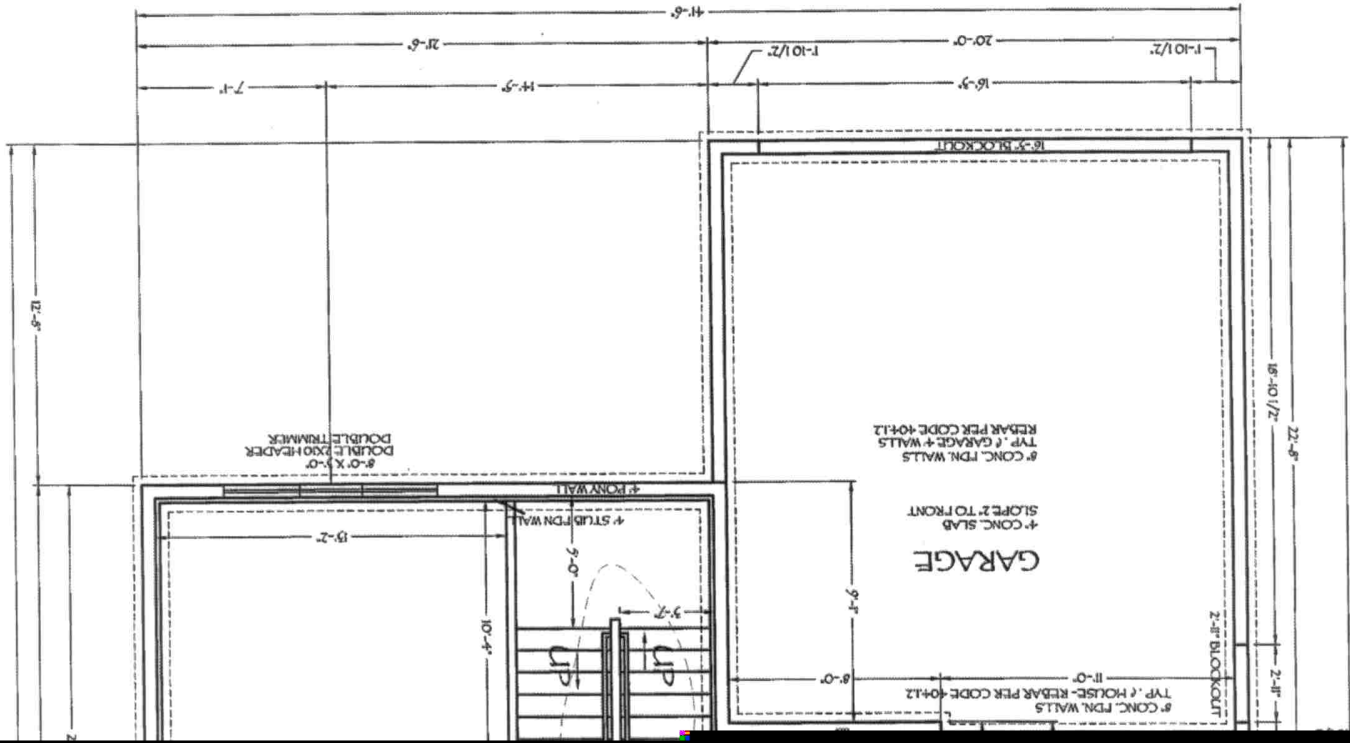 8" CONC. FDN. WALLS
TYP. @ HOUSE - REBAR PER CODE 404.1.2
2'-11" BLOCKOUT
2'-11"
11'-0"
8'-0"
UP
UP
3'-7"
10'-4"
9'-1"
GARAGE
5'-0"
4" CONC. SLAB
SLOPE 2" TO FRONT
13'-2"
4' STUB FDN WALL
4' PONY WALL
8" CONC. FDN. WALLS
TYP. @ GARAGE 4' WALLS
REBAR PER CODE 404.1.2
8'-0" X 5'-0"
DOUBLE 2X10 HEADER
DOUBLE TRIMMER
22'-8"
18'-10 1/2"
12'-8"
16'-3" BLOCKOUT
16'-3"
14'-5"
7'-1"
1'-10 1/2"
1'-10 1/2"
20'-0"
21'-6"
41'-6"